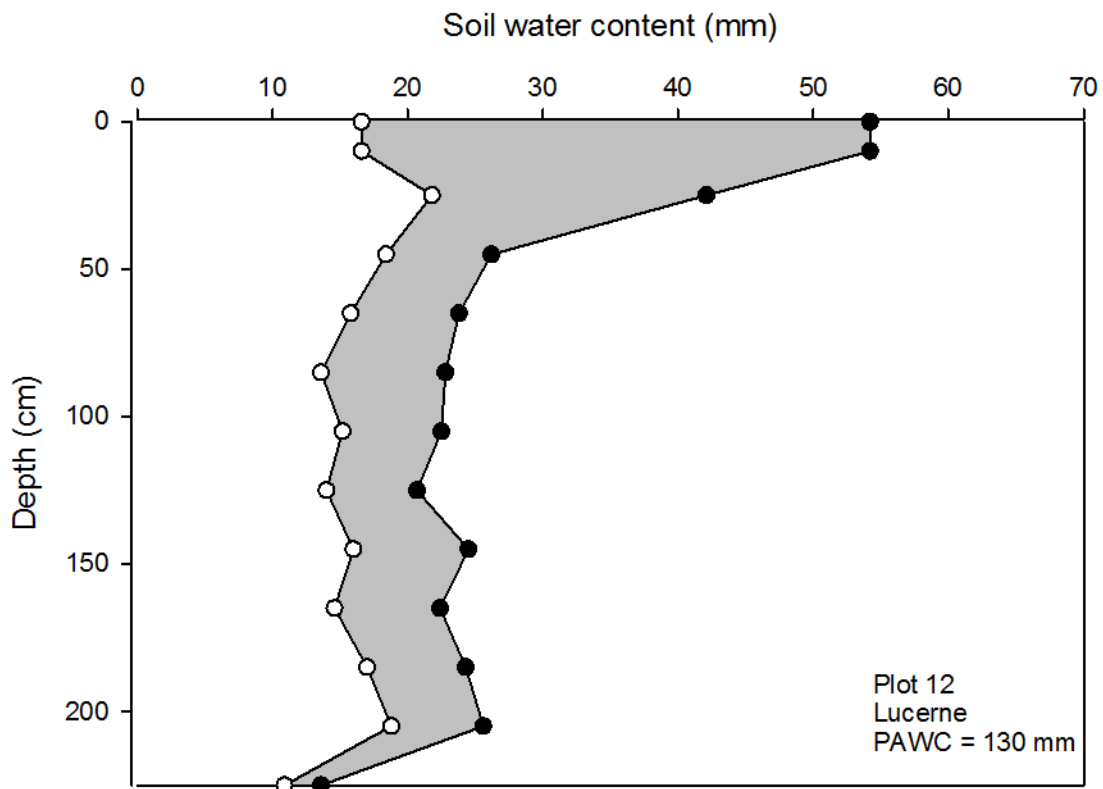 Soil water content (mm)
0 10 20 30 40 50 60 70
0
50
100
150
200
Depth (cm)
Plot 12
Lucerne
PAWC = 130 mm